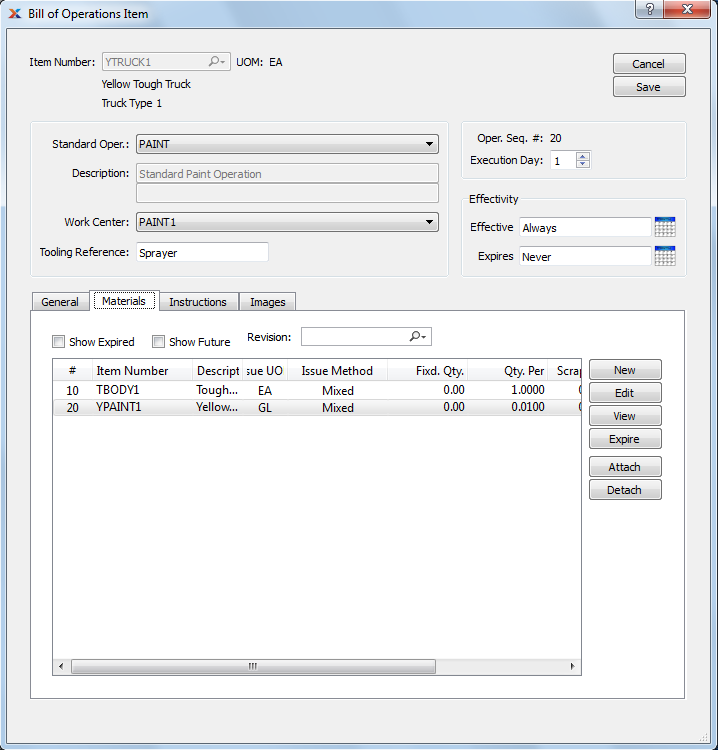 Bill of Operations Item
Item Number: YTRUCK1 UOM: EA
Yellow Tough Truck
Truck Type 1
Cancel
Save
Standard Oper.: PAINT
Description: Standard Paint Operation
Work Center: PAINT1
Tooling Reference: Sprayer
Oper. Seq. #: 20
Execution Day: 1
Effectivity
Effective Always
Expires Never
General Materials Instructions Images
Show Expired Show Future Revision:
# Item Number Descript sue UO Issue Method Fixd. Qty. Qty. Per Scrap
10 TBODY1 Tough... EA Mixed 0.00 1.0000 0
20 YPAINT1 Yellow... GL Mixed 0.00 0.0100 0
New
Edit
View
Expire
Attach
Detach